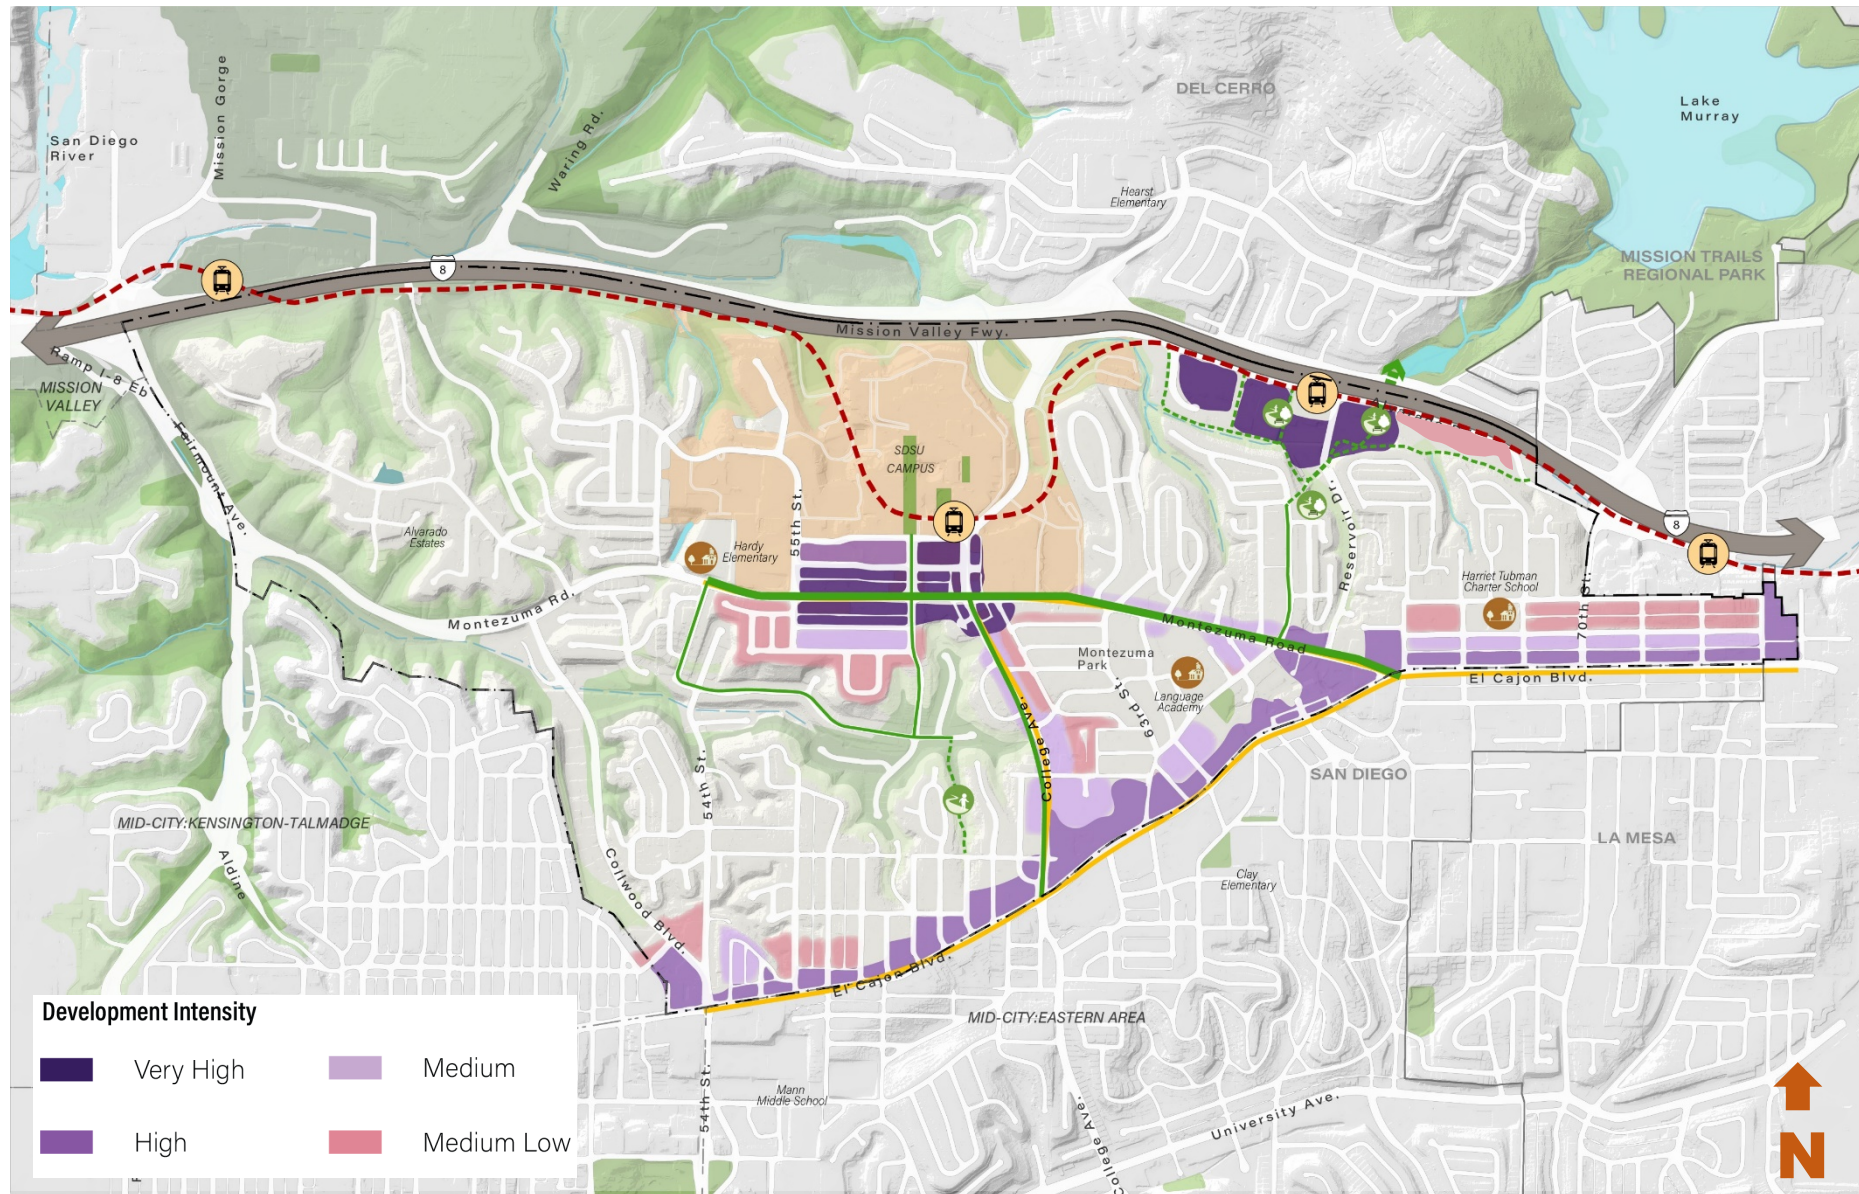 Mission Gorge
San Diego
River
Waring Rd.
DEL CERRO
Lake
Murray
Hearst
Elementary
MISSION TRAILS
REGIONAL PARK
8
Mission Valley Fwy.
Ramp I-8 Eb
MISSION
VALLEY
Fairmount Ave.
SDSU
CAMPUS
Alvarado
Estates
55th St.
Hardy
Elementary
Reservoir Dr.
8
Harriet Tubman
Charter School
70th St.
Montezuma Rd.
Montezuma Road
Montezuma
Park
63rd St.
Language
Academy
El Cajon Blvd.
College Ave.
54th St.
SAN DIEGO
MID-CITY:KENSINGTON-TALMADGE
Aldine
LA MESA
Collwood Blvd.
Clay
Elementary
El Cajon Blvd.
MID-CITY:EASTERN AREA
Mann
Middle School
54th St.
College Ave.
College Ave.
University Ave.
Development Intensity
Very High
Medium
High
Medium Low
N